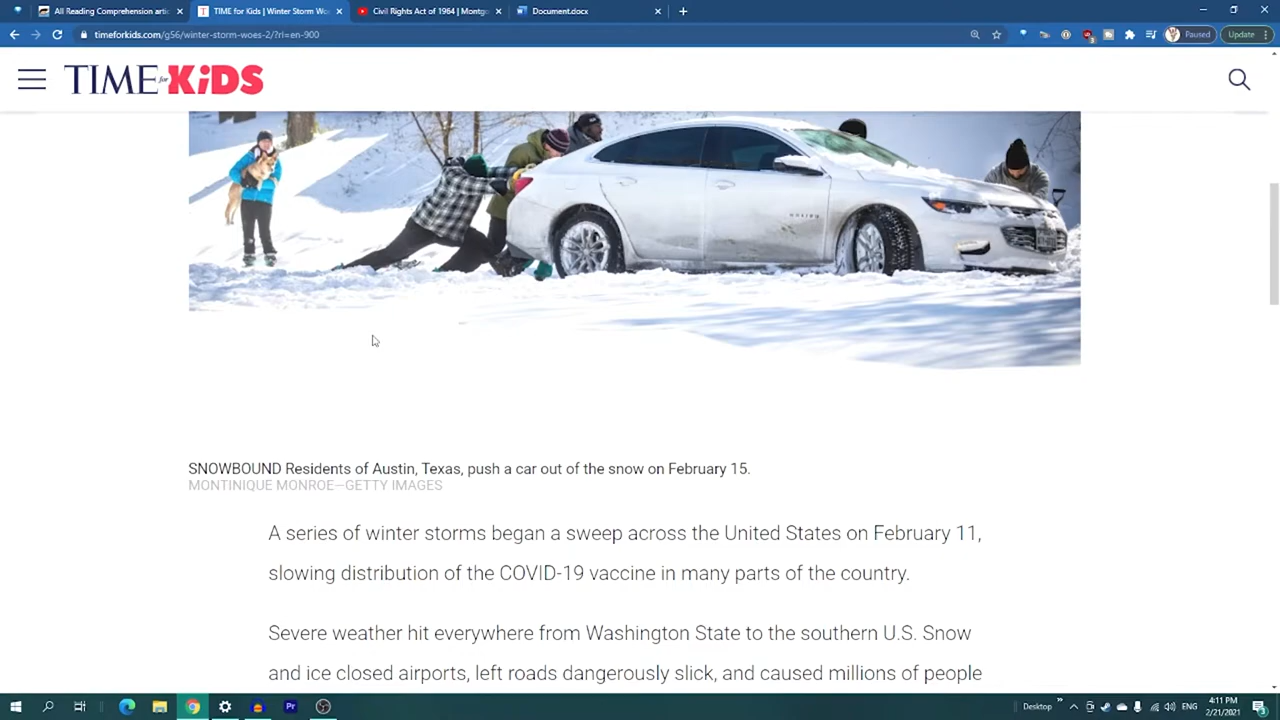 All Reading Comprehension artic
TIME for Kids | Winter Storm Wo
Civil Rights Act of 1964 | Montgo
Document.docx
timeforkids.com/g56/winter-storm-woes-2/?rl=en-900
Paused
Update
TIME for KiDS
SNOWBOUND Residents of Austin, Texas, push a car out of the snow on February 15.
MONTINIQUE MONROE—GETTY IMAGES
A series of winter storms began a sweep across the United States on February 11,
slowing distribution of the COVID-19 vaccine in many parts of the country.
Severe weather hit everywhere from Washington State to the southern U.S. Snow
and ice closed airports, left roads dangerously slick, and caused millions of people
Desktop
ENG
4:11 PM
2/21/2021